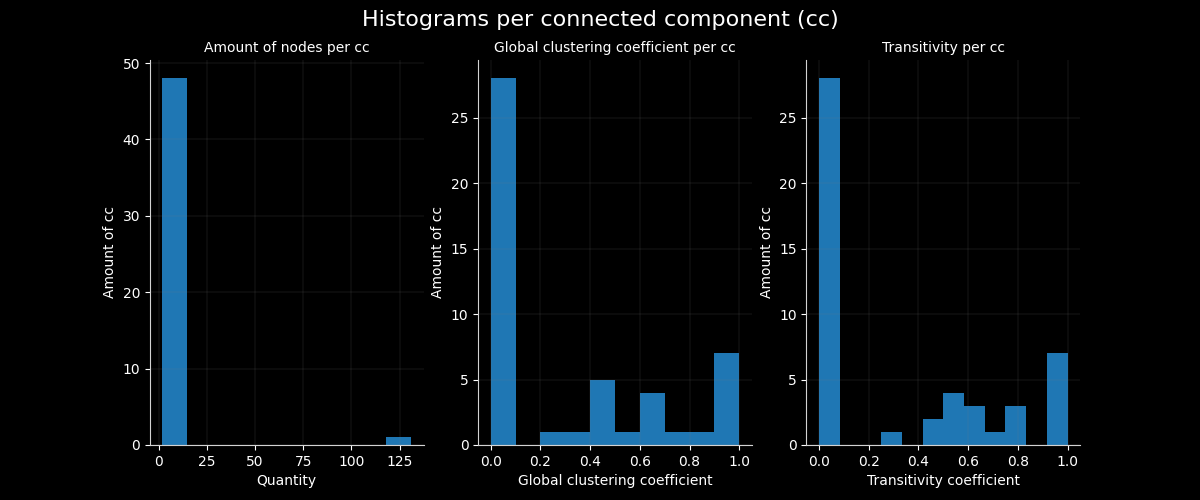 Histograms per connected component (cc)
Amount of nodes per cc
Global clustering coefficient per cc
Transitivity per cc
50
40
30
20
10
0
Amount of cc
0 25 50 75 100 125
Quantity
25
20
15
10
5
0
Amount of cc
0.0 0.2 0.4 0.6 0.8 1.0
Global clustering coefficient
25
20
15
10
5
0
Amount of cc
0.0 0.2 0.4 0.6 0.8 1.0
Transitivity coefficient